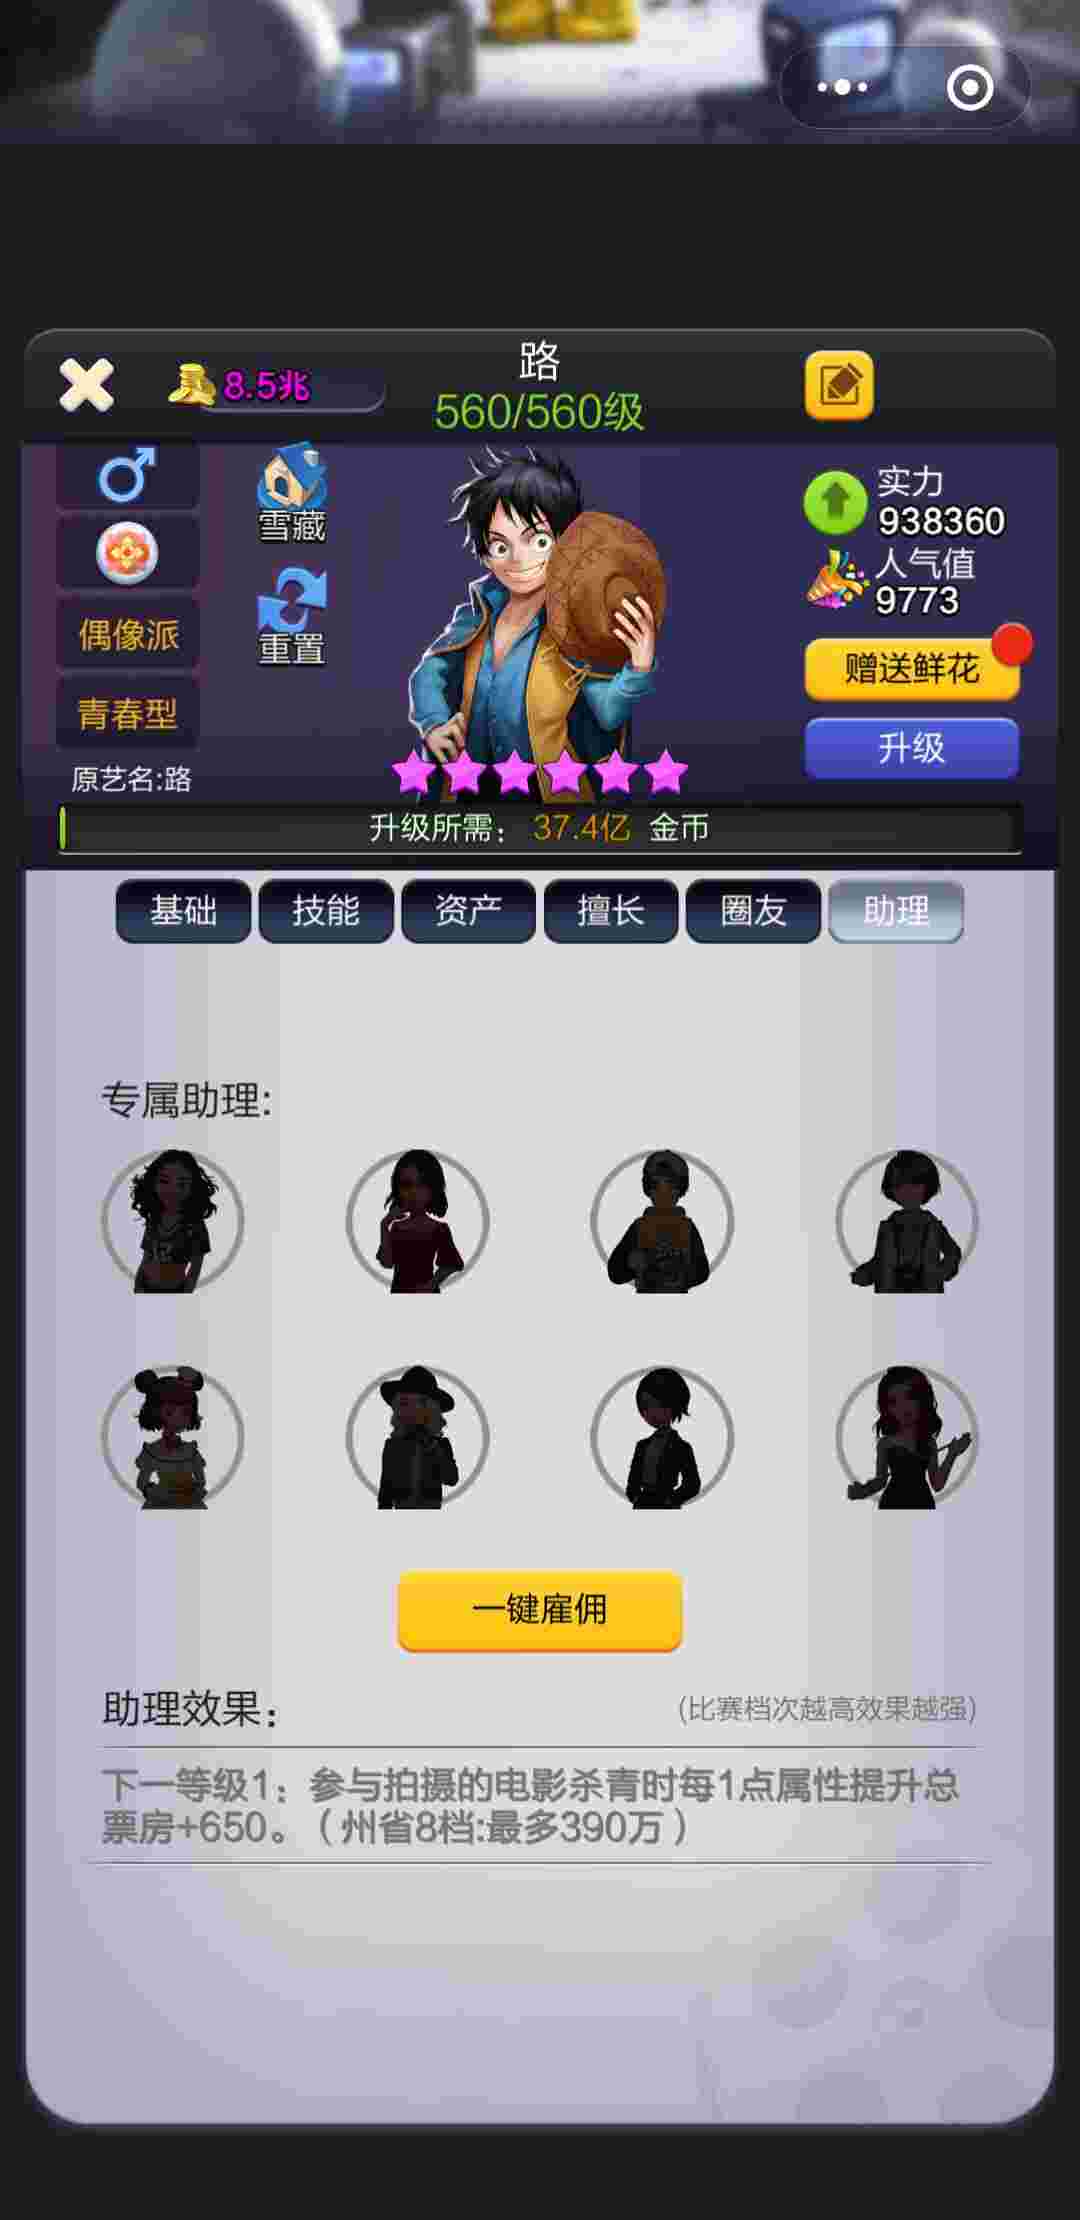 路
8.5兆
560/560级
雪藏
重置
偶像派
青春型
原艺名:路
实力
938360
人气值
9773
赠送鲜花
升级
升级所需： 37.4亿 金币
基础 技能 资产 擅长 圈友 助理
专属助理:
一键雇佣
助理效果： (比赛档次越高效果越强)
下一等级1：参与拍摄的电影杀青时每1点属性提升总
票房+650。（州省8档:最多390万）